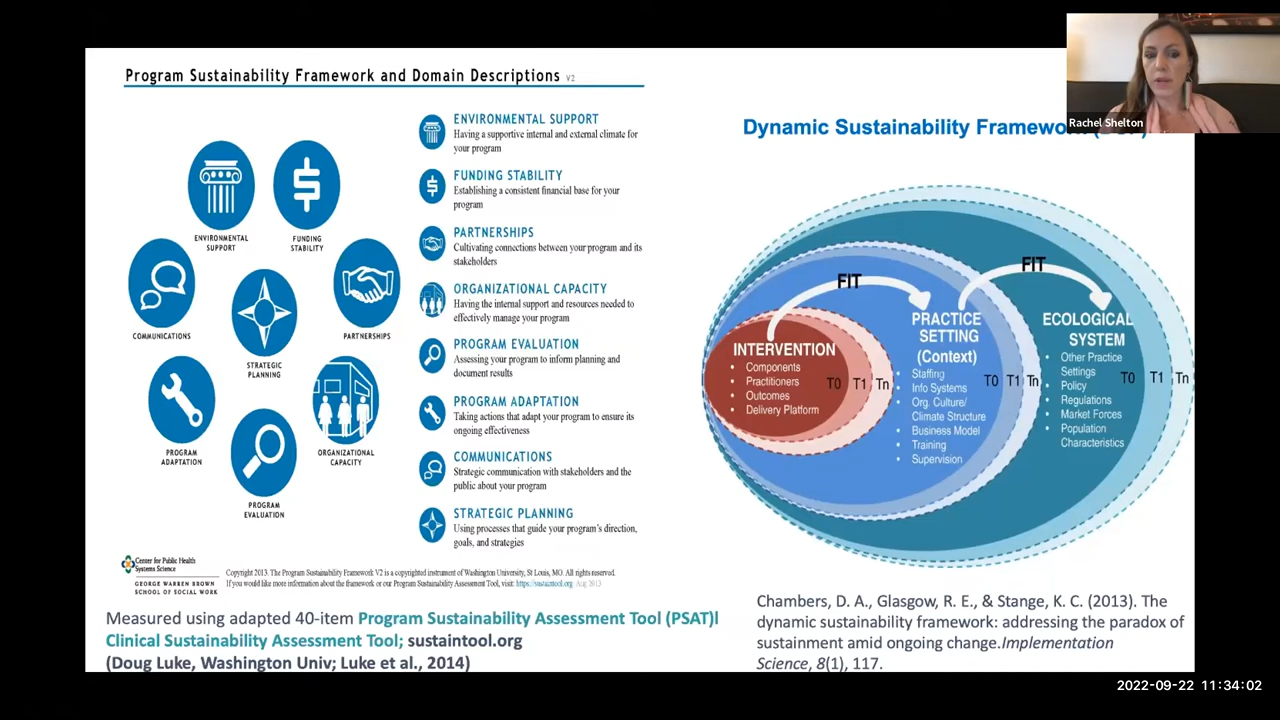 Program Sustainability Framework and Domain Descriptions V2
ENVIRONMENTAL
SUPPORT
FUNDING
STABILITY
COMMUNICATIONS
PARTNERSHIPS
STRATEGIC
PLANNING
PROGRAM
ADAPTATION
ORGANIZATIONAL
CAPACITY
PROGRAM
EVALUATION
ENVIRONMENTAL SUPPORT
Having a supportive internal and external climate for
your program
FUNDING STABILITY
Establishing a consistent financial base for your
program
PARTNERSHIPS
Cultivating connections between your program and its
stakeholders
ORGANIZATIONAL CAPACITY
Having the internal support and resources needed to
effectively manage your program
PROGRAM EVALUATION
Assessing your program to inform planning and
document results
PROGRAM ADAPTATION
Taking actions that adapt your program to ensure its
ongoing effectiveness
COMMUNICATIONS
Strategic communication with stakeholders and the
public about your program
STRATEGIC PLANNING
Using processes that guide your program's direction,
goals, and strategies
Center for Public Health
Systems Science
GEORGE WARREN BROWN
SCHOOL OF SOCIAL WORK
Copyright 2013. The Program Sustainability Framework V2 is a copyrighted instrument of Washington University, St Louis, MO. All rights reserved.
If you would like more information about the framework or our Program Sustainability Assessment Tool, visit: https://sustaintool.org Aug 2013
Measured using adapted 40-item Program Sustainability Assessment Tool (PSAT)l
Clinical Sustainability Assessment Tool; sustaintool.org
(Doug Luke, Washington Univ; Luke et al., 2014)
Dynamic Sustainability Framework
FIT
FIT
INTERVENTION
• Components
• Practitioners
• Outcomes
• Delivery Platform
T0 T1 Tn
PRACTICE
SETTING
(Context)
• Staffing
• Info Systems
• Org. Culture/
Climate Structure
• Business Model
• Training
• Supervision
T0 T1 Tn
ECOLOGICAL
SYSTEM
• Other Practice
Settings
• Policy
• Regulations
• Market Forces
• Population
Characteristics
T0 T1 Tn
Chambers, D. A., Glasgow, R. E., & Stange, K. C. (2013). The
dynamic sustainability framework: addressing the paradox of
sustainment amid ongoing change.Implementation
Science, 8(1), 117.
Rachel Shelton
2022-09-22 11:34:02